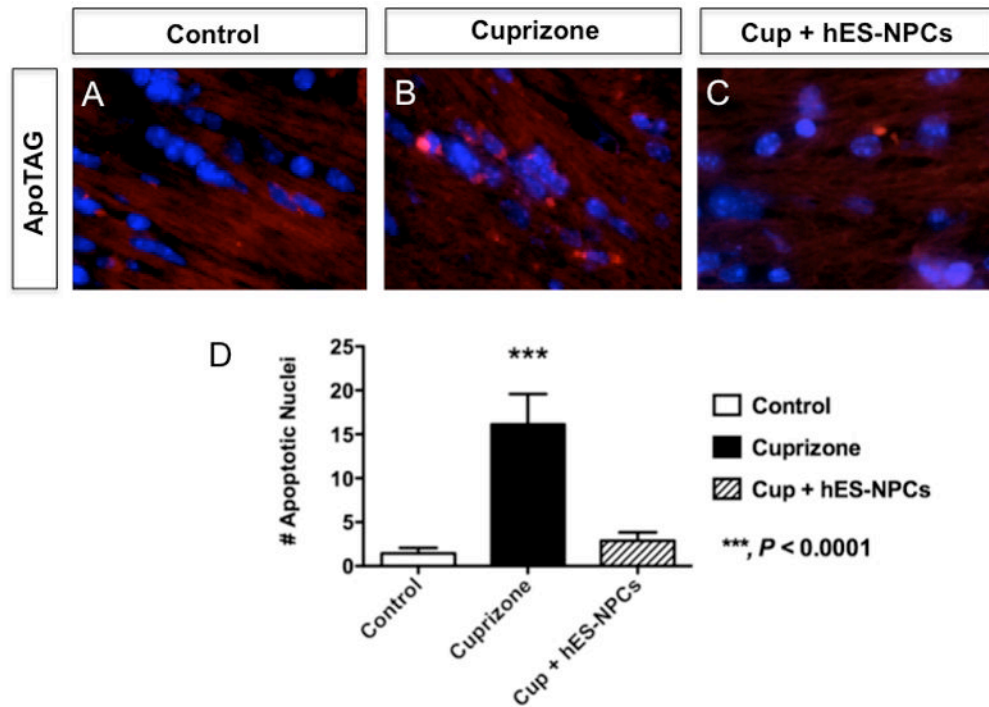 Control
Cuprizone
Cup + hES-NPCs
ApoTAG
A
B
C
D
# Apoptotic Nuclei
25
20
15
10
5
0
***
Control
Cuprizone
Cup + hES-NPCs
Control
Cuprizone
Cup + hES-NPCs
***, P < 0.0001